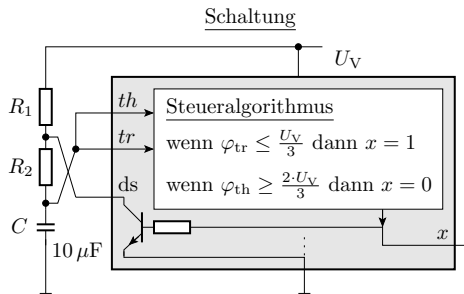 Schaltung
U_V
R_1
th
Steueralgorithmus
tr
wenn φ_tr ≤ U_V/3 dann x = 1
R_2
ds
wenn φ_th ≥ 2·U_V/3 dann x = 0
C
x
10 μF